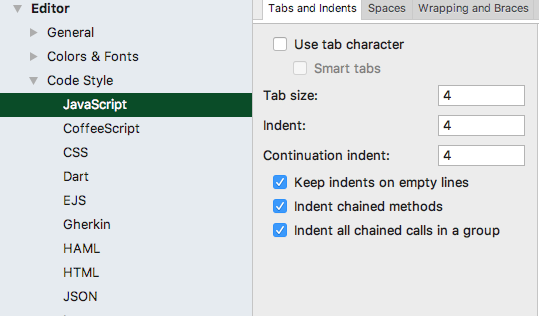 Editor
General
Colors & Fonts
Code Style
JavaScript
CoffeeScript
CSS
Dart
EJS
Gherkin
HAML
HTML
JSON
Tabs and Indents
Spaces
Wrapping and Braces
Use tab character
Smart tabs
Tab size: 4
Indent: 4
Continuation indent: 4
Keep indents on empty lines
Indent chained methods
Indent all chained calls in a group